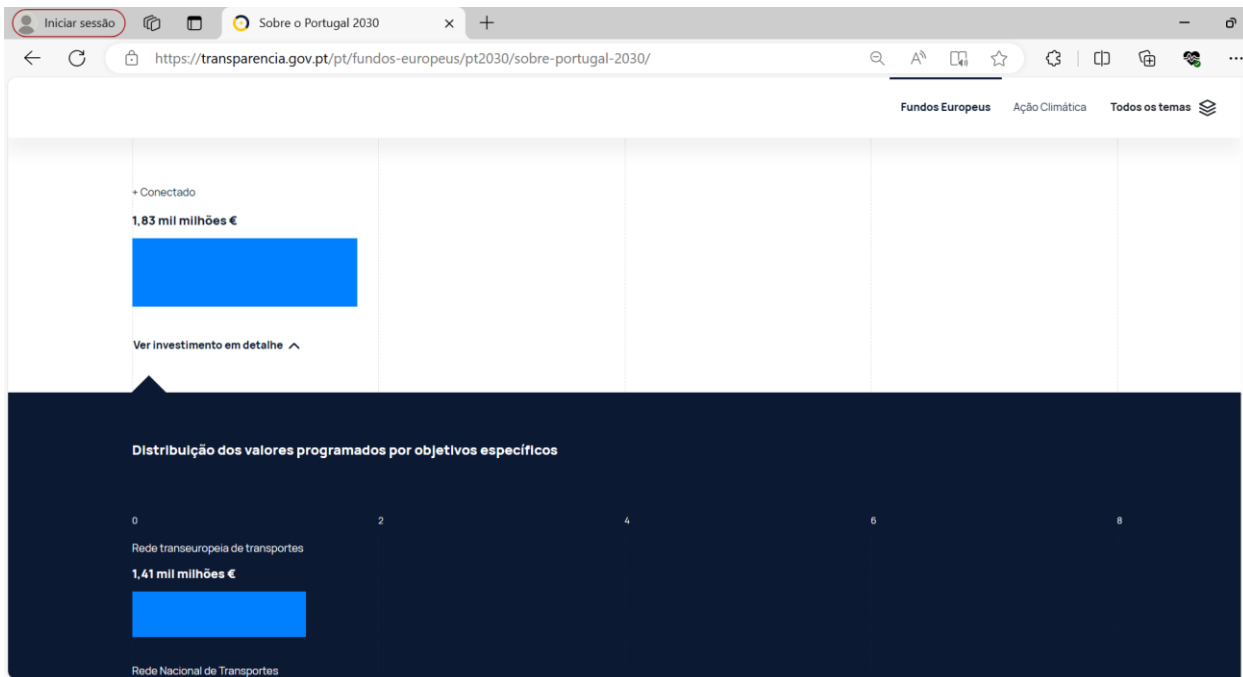 Iniciar sessão
Sobre o Portugal 2030
https://transparencia.gov.pt/pt/fundos-europeus/pt2030/sobre-portugal-2030/
Fundos Europeus Ação Climática Todos os temas
+ Conectado
1,83 mil milhões €
Ver investimento em detalhe
Distribuição dos valores programados por objetivos específicos
0 2 4 6 8
Rede transeuropeia de transportes
1,41 mil milhões €
Rede Nacional de Transportes